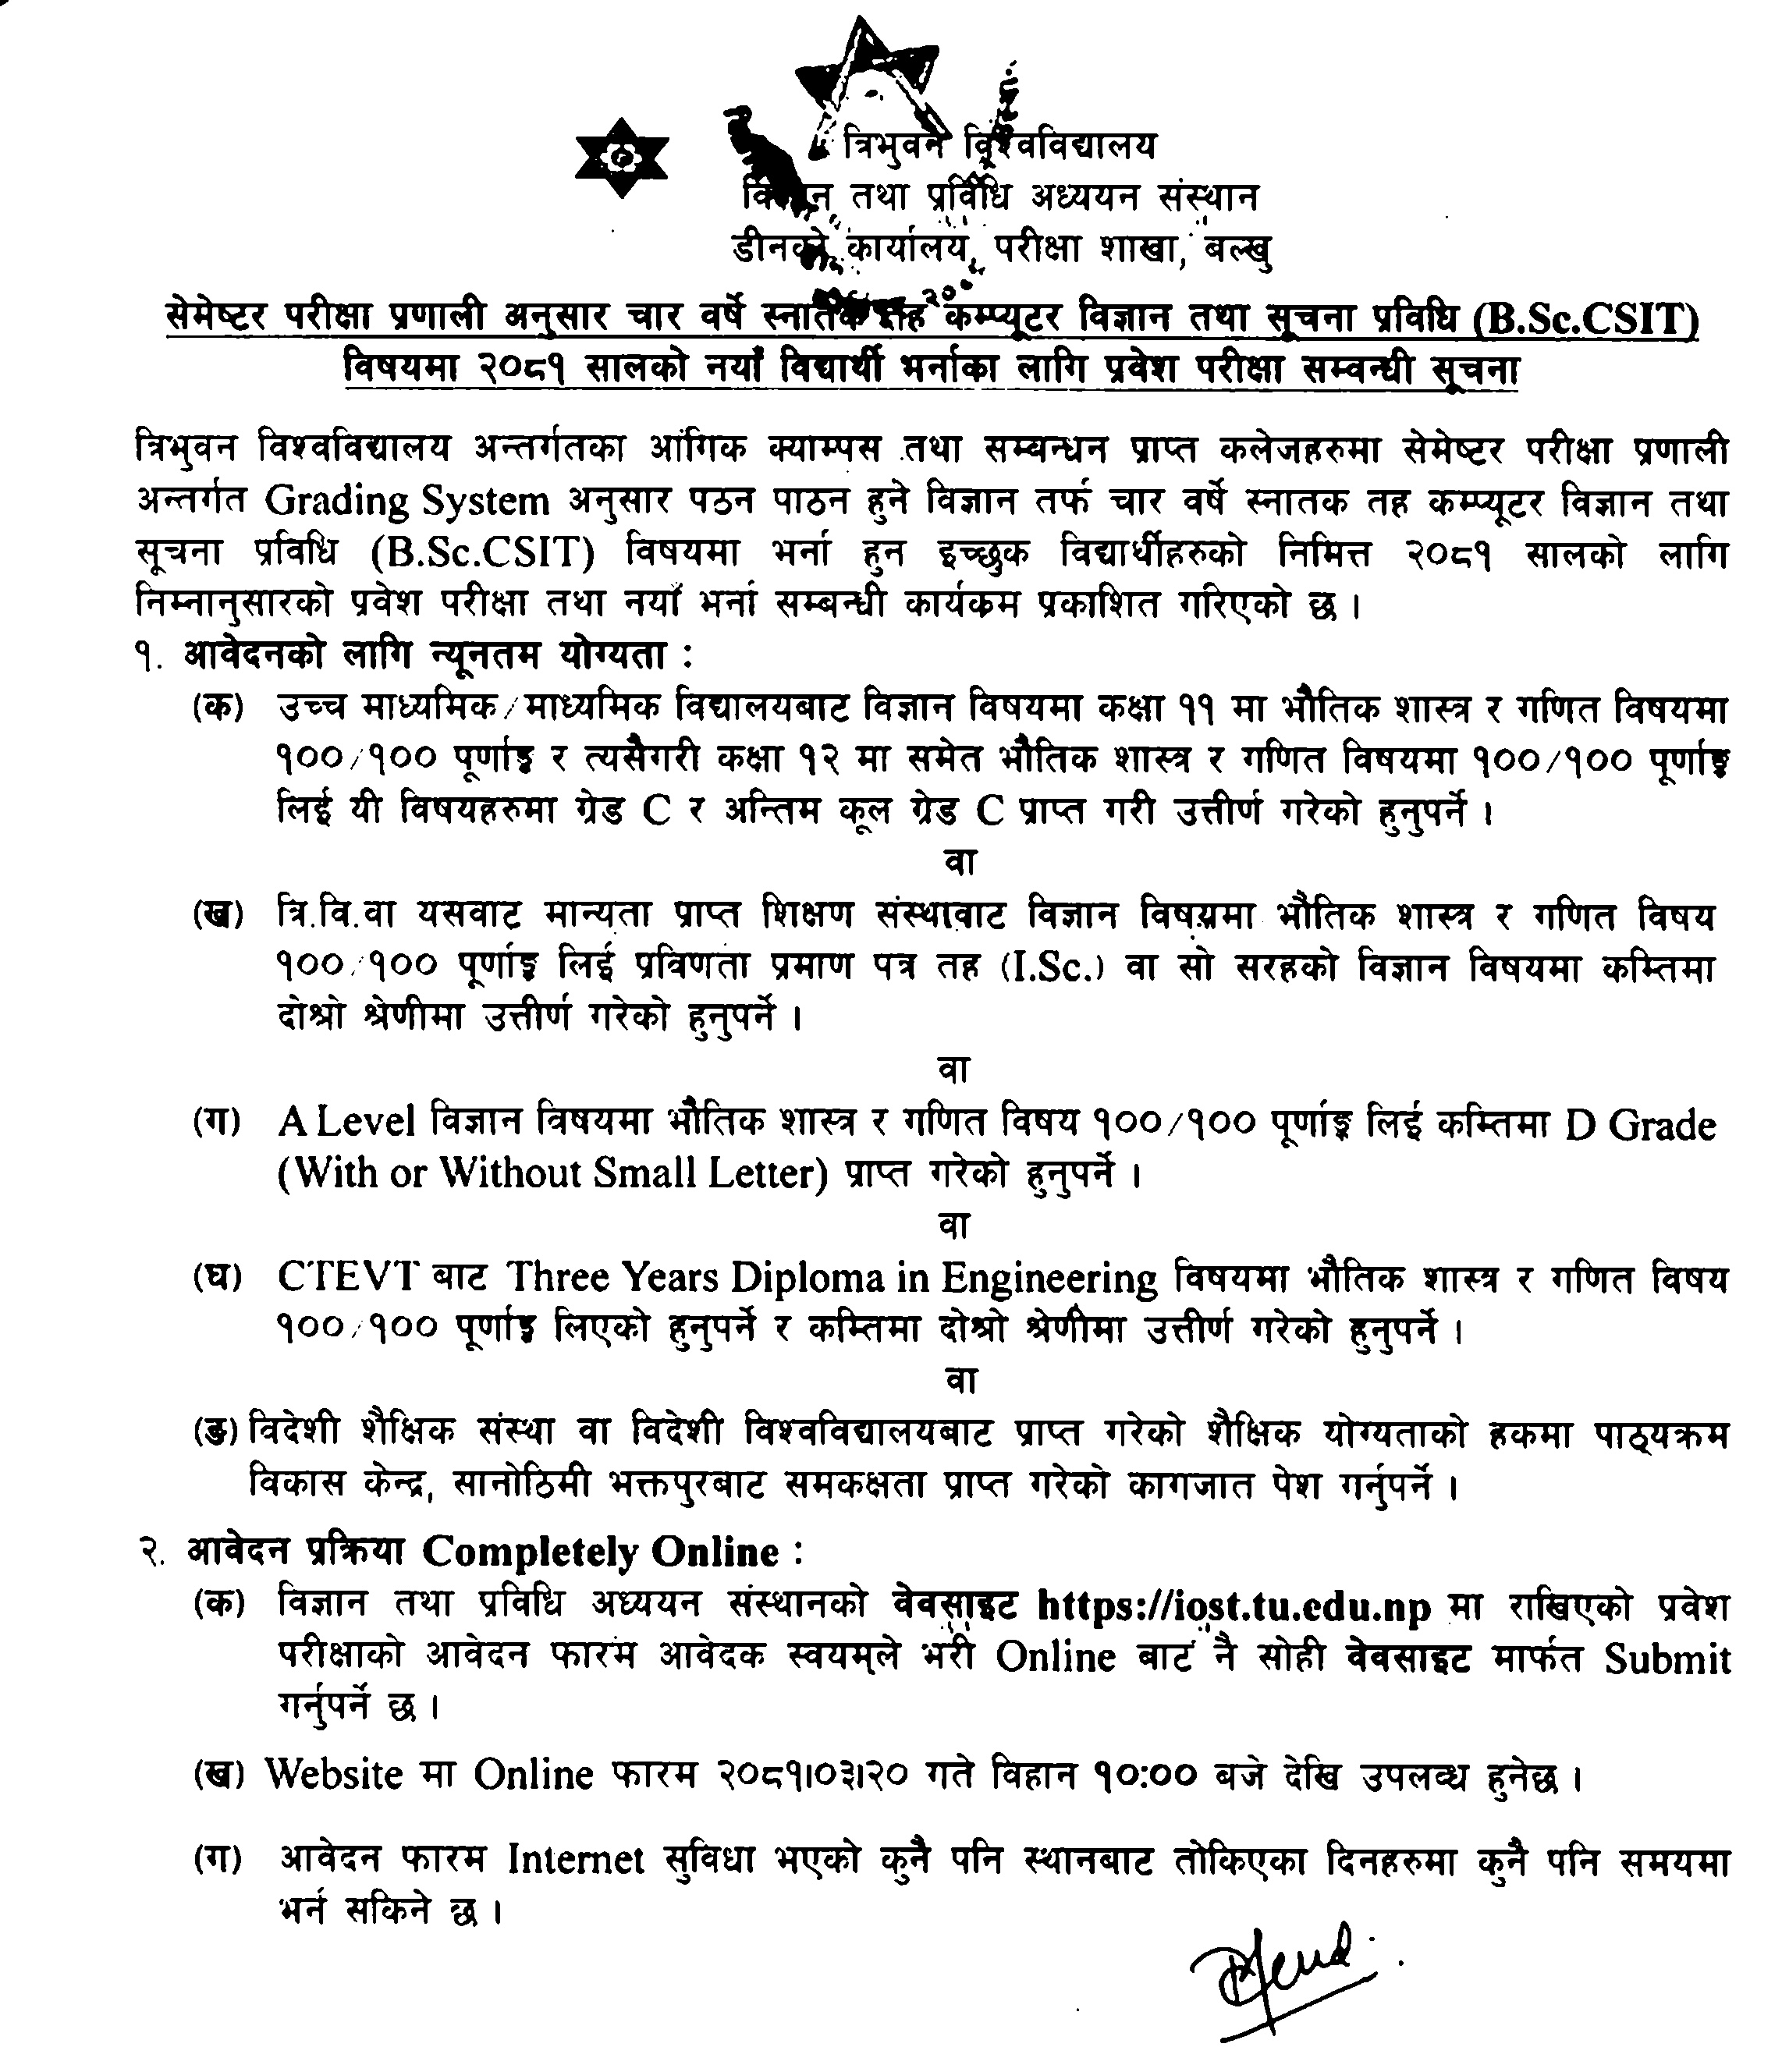 त्रिभुवन विश्वविद्यालय
विज्ञान तथा प्रविधि अध्ययन संस्थान
डीनको कार्यालय, परीक्षा शाखा, बल्खु
सेमेष्टर परीक्षा प्रणाली अनुसार चार वर्षे स्नातक तह कम्प्यूटर विज्ञान तथा सूचना प्रविधि (B.Sc.CSIT)
विषयमा २०८१ सालको नयाँ विद्यार्थी भर्नाका लागि प्रवेश परीक्षा सम्वन्धी सूचना
त्रिभुवन विश्वविद्यालय अन्तर्गतका आंगिक क्याम्पस तथा सम्वन्धन प्राप्त कलेजहरुमा सेमेष्टर परीक्षा प्रणाली
अन्तर्गत Grading System अनुसार पठन पाठन हुने विज्ञान तर्फ चार वर्षे स्नातक तह कम्प्यूटर विज्ञान तथा
सूचना प्रविधि (B.Sc.CSIT) विषयमा भर्ना हुन इच्छुक विद्यार्थीहरुको निमित्त २०८१ सालको लागि
निम्नानुसारको प्रवेश परीक्षा तथा नयाँ भर्ना सम्बन्धी कार्यक्रम प्रकाशित गरिएको छ ।
१. आवेदनको लागि न्यूनतम योग्यता :
(क) उच्च माध्यमिक/माध्यमिक विद्यालयबाट विज्ञान विषयमा कक्षा ११ मा भौतिक शास्त्र र गणित विषयमा
१००/१०० पूर्णाङ्क र त्यसैगरी कक्षा १२ मा समेत भौतिक शास्त्र र गणित विषयमा १००/१०० पूर्णाङ्क
लिई यी विषयहरुमा ग्रेड C र अन्तिम कूल ग्रेड C प्राप्त गरी उत्तीर्ण गरेको हुनुपर्ने ।
वा
(ख) त्रि.वि.वा यसवाट मान्यता प्राप्त शिक्षण संस्थावाट विज्ञान विषयमा भौतिक शास्त्र र गणित विषय
१००/१०० पूर्णाङ्क लिई प्रविणता प्रमाण पत्र तह (I.Sc.) वा सो सरहको विज्ञान विषयमा कम्तिमा
दोश्रो श्रेणीमा उत्तीर्ण गरेको हुनुपर्ने ।
वा
(ग) A Level विज्ञान विषयमा भौतिक शास्त्र र गणित विषय १००/१०० पूर्णाङ्क लिई कम्तिमा D Grade
(With or Without Small Letter) प्राप्त गरेको हुनुपर्ने ।
वा
(घ) CTEVT बाट Three Years Diploma in Engineering विषयमा भौतिक शास्त्र र गणित विषय
१००/१०० पूर्णाङ्क लिएको हुनुपर्ने र कम्तिमा दोश्रो श्रेणीमा उत्तीर्ण गरेको हुनुपर्ने ।
वा
(ङ) विदेशी शैक्षिक संस्था वा विदेशी विश्वविद्यालयबाट प्राप्त गरेको शैक्षिक योग्यताको हकमा पाठ्यक्रम
विकास केन्द्र, सानोठिमी भक्तपुरबाट समकक्षता प्राप्त गरेको कागजात पेश गर्नुपर्ने ।
२. आवेदन प्रक्रिया Completely Online :
(क) विज्ञान तथा प्रविधि अध्ययन संस्थानको वेवसाइट https://iost.tu.edu.np मा राखिएको प्रवेश
परीक्षाको आवेदन फारम आवेदक स्वयम्ले भरी Online बाट नै सोही वेवसाइट मार्फत Submit
गर्नुपर्ने छ ।
(ख) Website मा Online फारम २०८१।०३।२० गते विहान १०:०० बजे देखि उपलव्ध हुनेछ ।
(ग) आवेदन फारम Internet सुविधा भएको कुनै पनि स्थानबाट तोकिएका दिनहरुमा कुनै पनि समयमा
भर्न सकिने छ ।